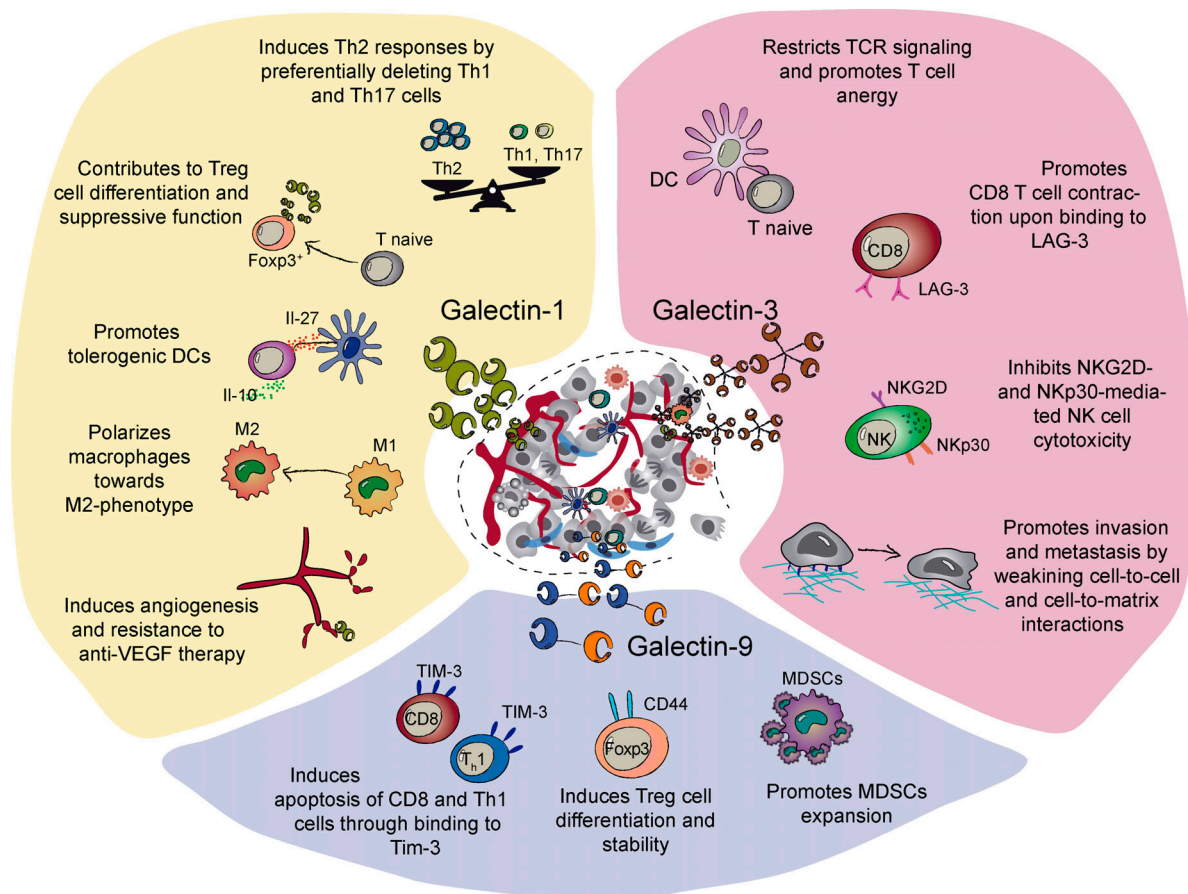 Induces Th2 responses by
preferentially deleting Th1
and Th17 cells
Th2
Th1, Th17
Contributes to Treg
cell differentiation and
suppressive function
Foxp3⁺
T naive
Galectin-1
Promotes
tolerogenic DCs
Il-27
Il-10
Polarizes
macrophages
towards
M2-phenotype
M2
M1
Induces angiogenesis
and resistance to
anti-VEGF therapy
Restricts TCR signaling
and promotes T cell
anergy
DC
T naive
Promotes
CD8 T cell contrac-
tion upon binding to
LAG-3
CD8
LAG-3
Galectin-3
Inhibits NKG2D-
and NKp30-media-
ted NK cell
cytotoxicity
NKG2D
NK
NKp30
Promotes invasion
and metastasis by
weakining cell-to-cell
and cell-to-matrix
interactions
Galectin-9
TIM-3
CD8
TIM-3
Th1
Induces
apoptosis of CD8 and Th1
cells through binding to
Tim-3
CD44
Foxp3
Induces Treg cell
differentiation and
stability
MDSCs
Promotes MDSCs
expansion